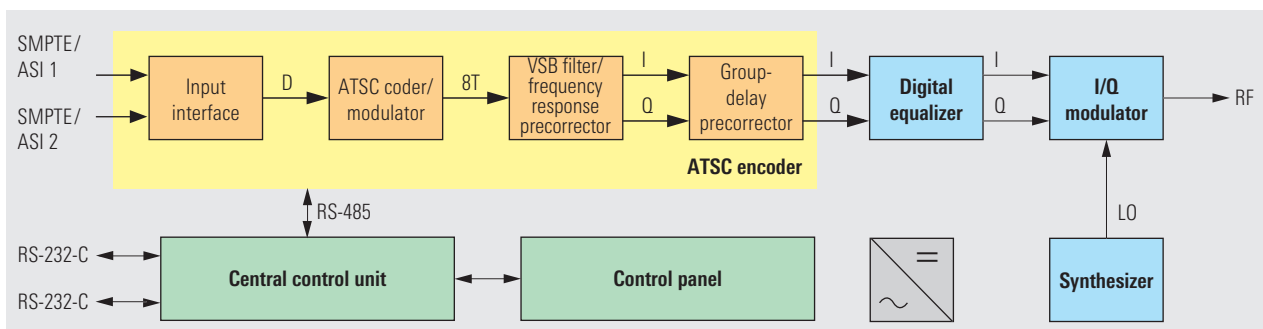 SMPTE/
ASI 1
SMPTE/
ASI 2
Input
interface
D
ATSC coder/
modulator
8T
VSB filter/
frequency
response
precorrector
I
Q
Group-
delay
precorrector
I
Q
Digital
equalizer
I
Q
I/Q
modulator
RF
ATSC encoder
RS-485
LO
RS-232-C
RS-232-C
Central control unit
Control panel
Synthesizer